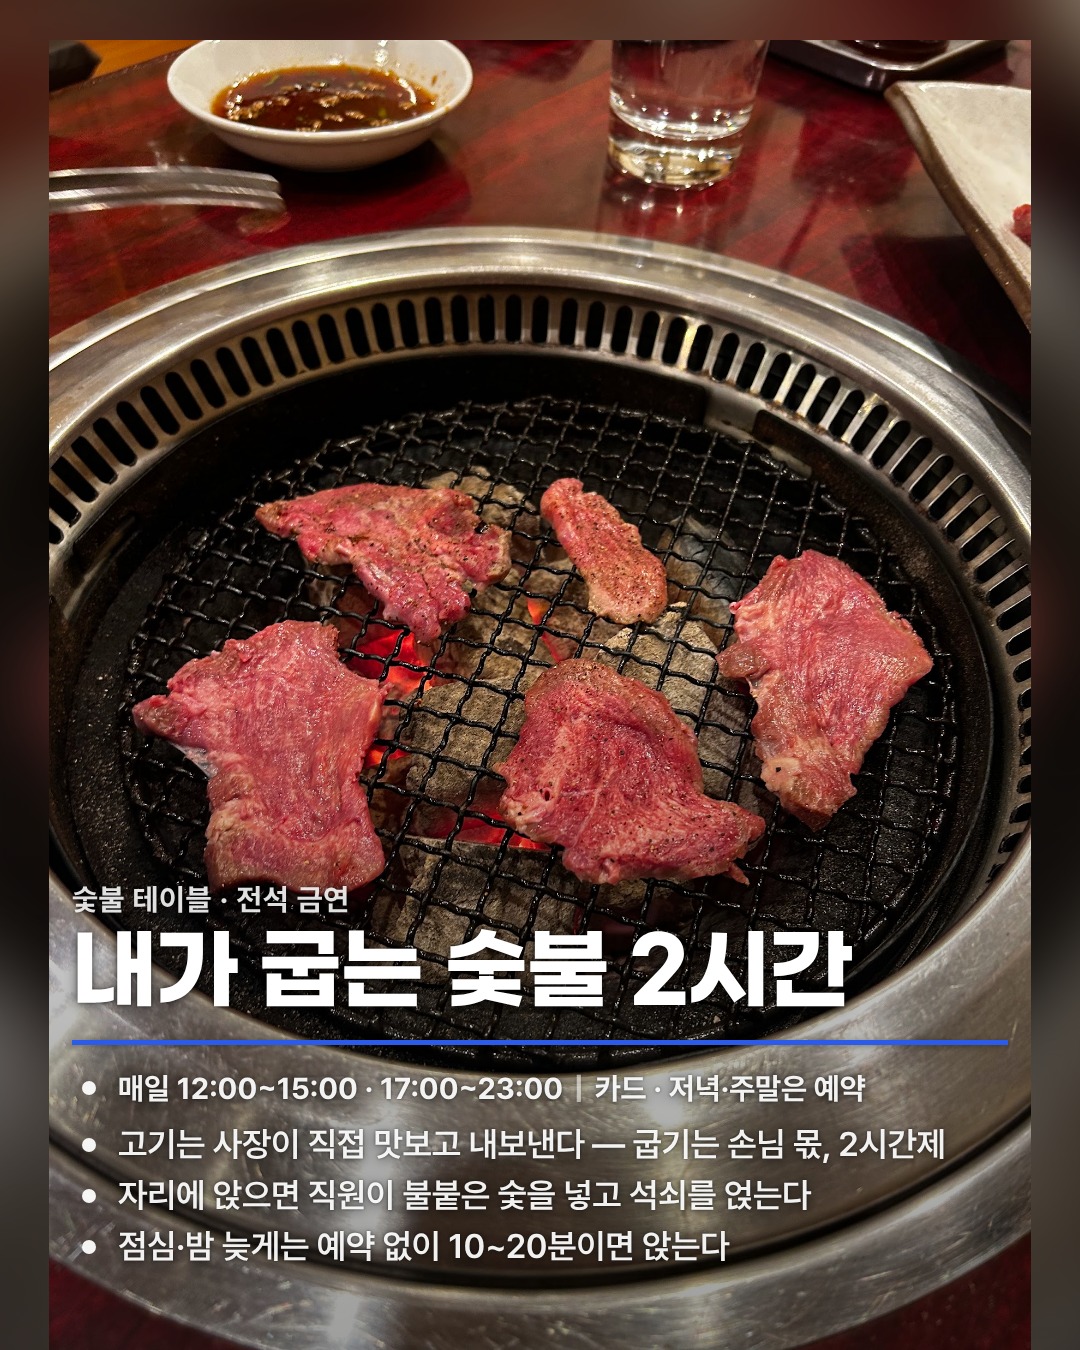 숯불 테이블 · 전석 금연
내가 굽는 숯불 2시간
• 매일 12:00~15:00 · 17:00~23:00 | 카드 · 저녁·주말은 예약
• 고기는 사장이 직접 맛보고 내보낸다 — 굽기는 손님 몫, 2시간제
• 자리에 앉으면 직원이 불붙은 숯을 넣고 석쇠를 얹는다
• 점심·밤 늦게는 예약 없이 10~20분이면 앉는다